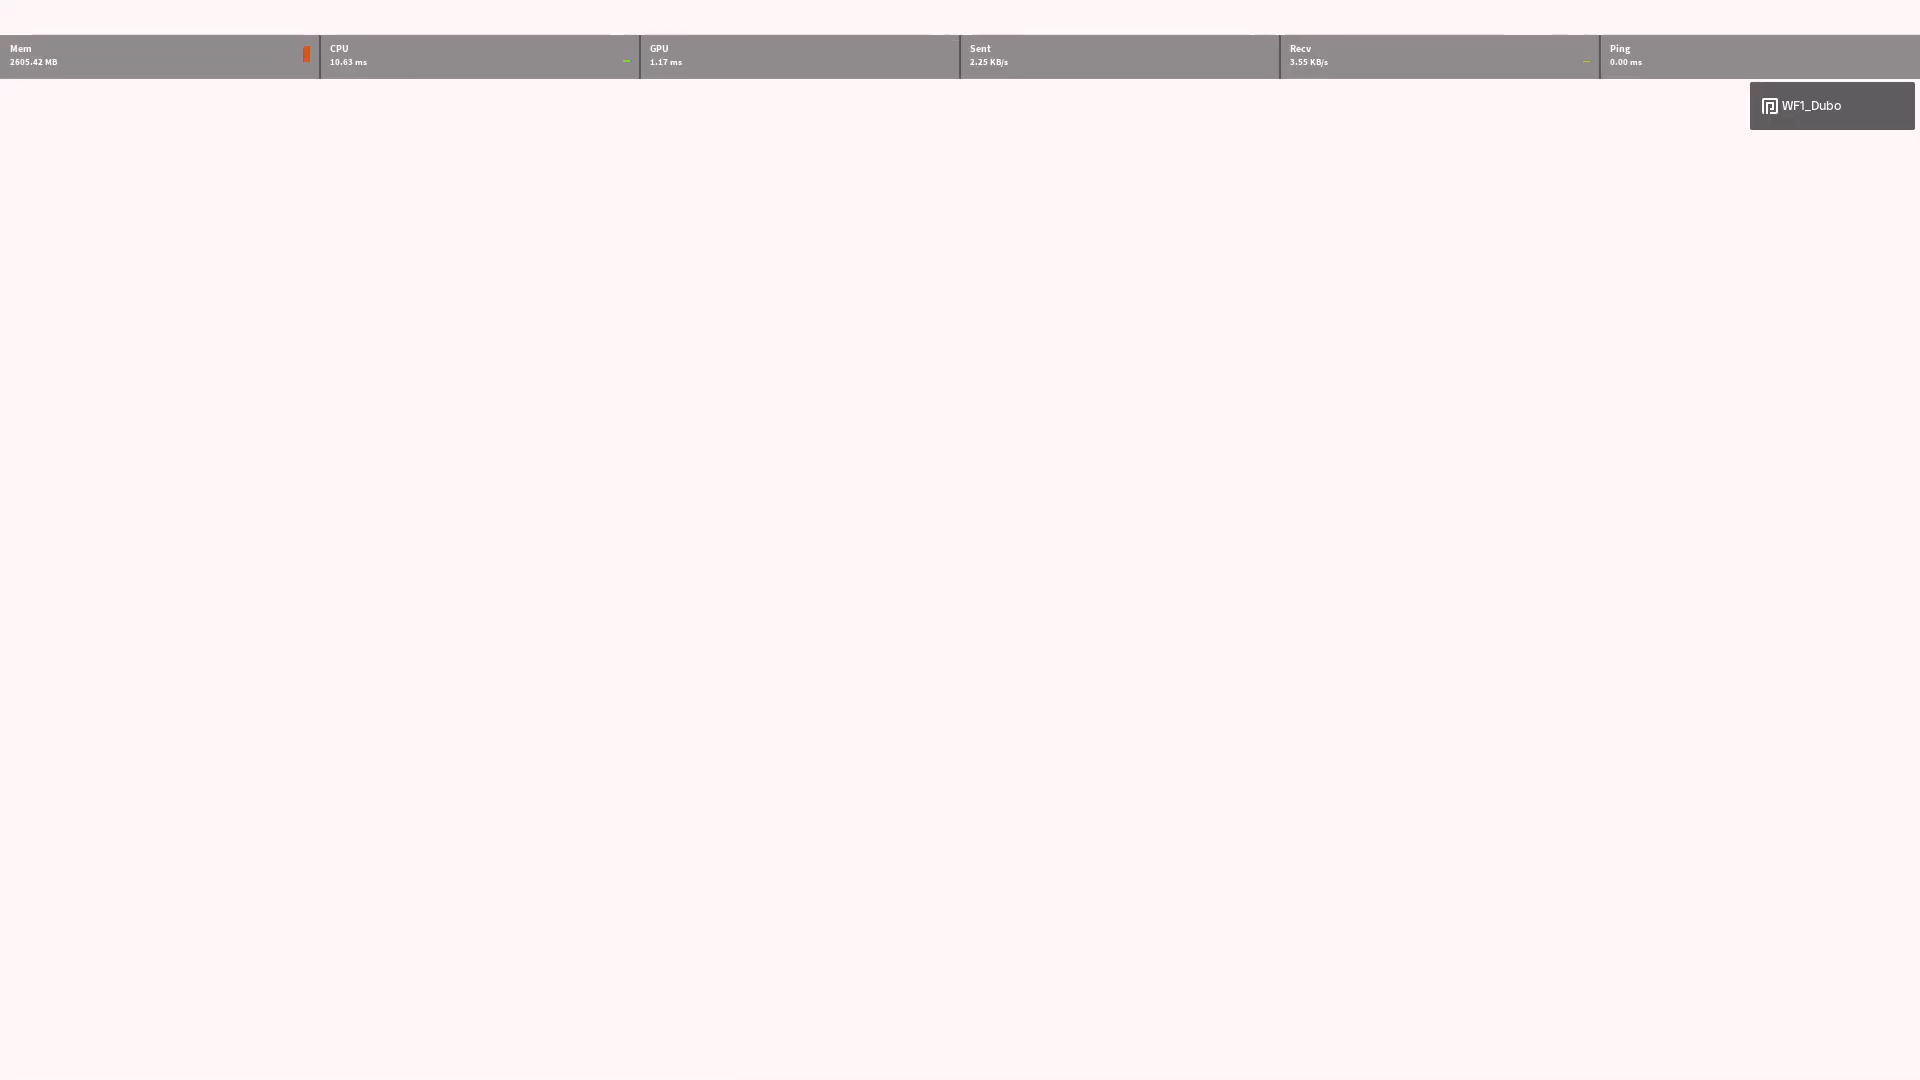 Mem
2605.42 MB
CPU
10.63 ms
GPU
1.17 ms
Sent
2.25 KB/s
Recv
3.55 KB/s
Ping
0.00 ms
WF1_Dubo